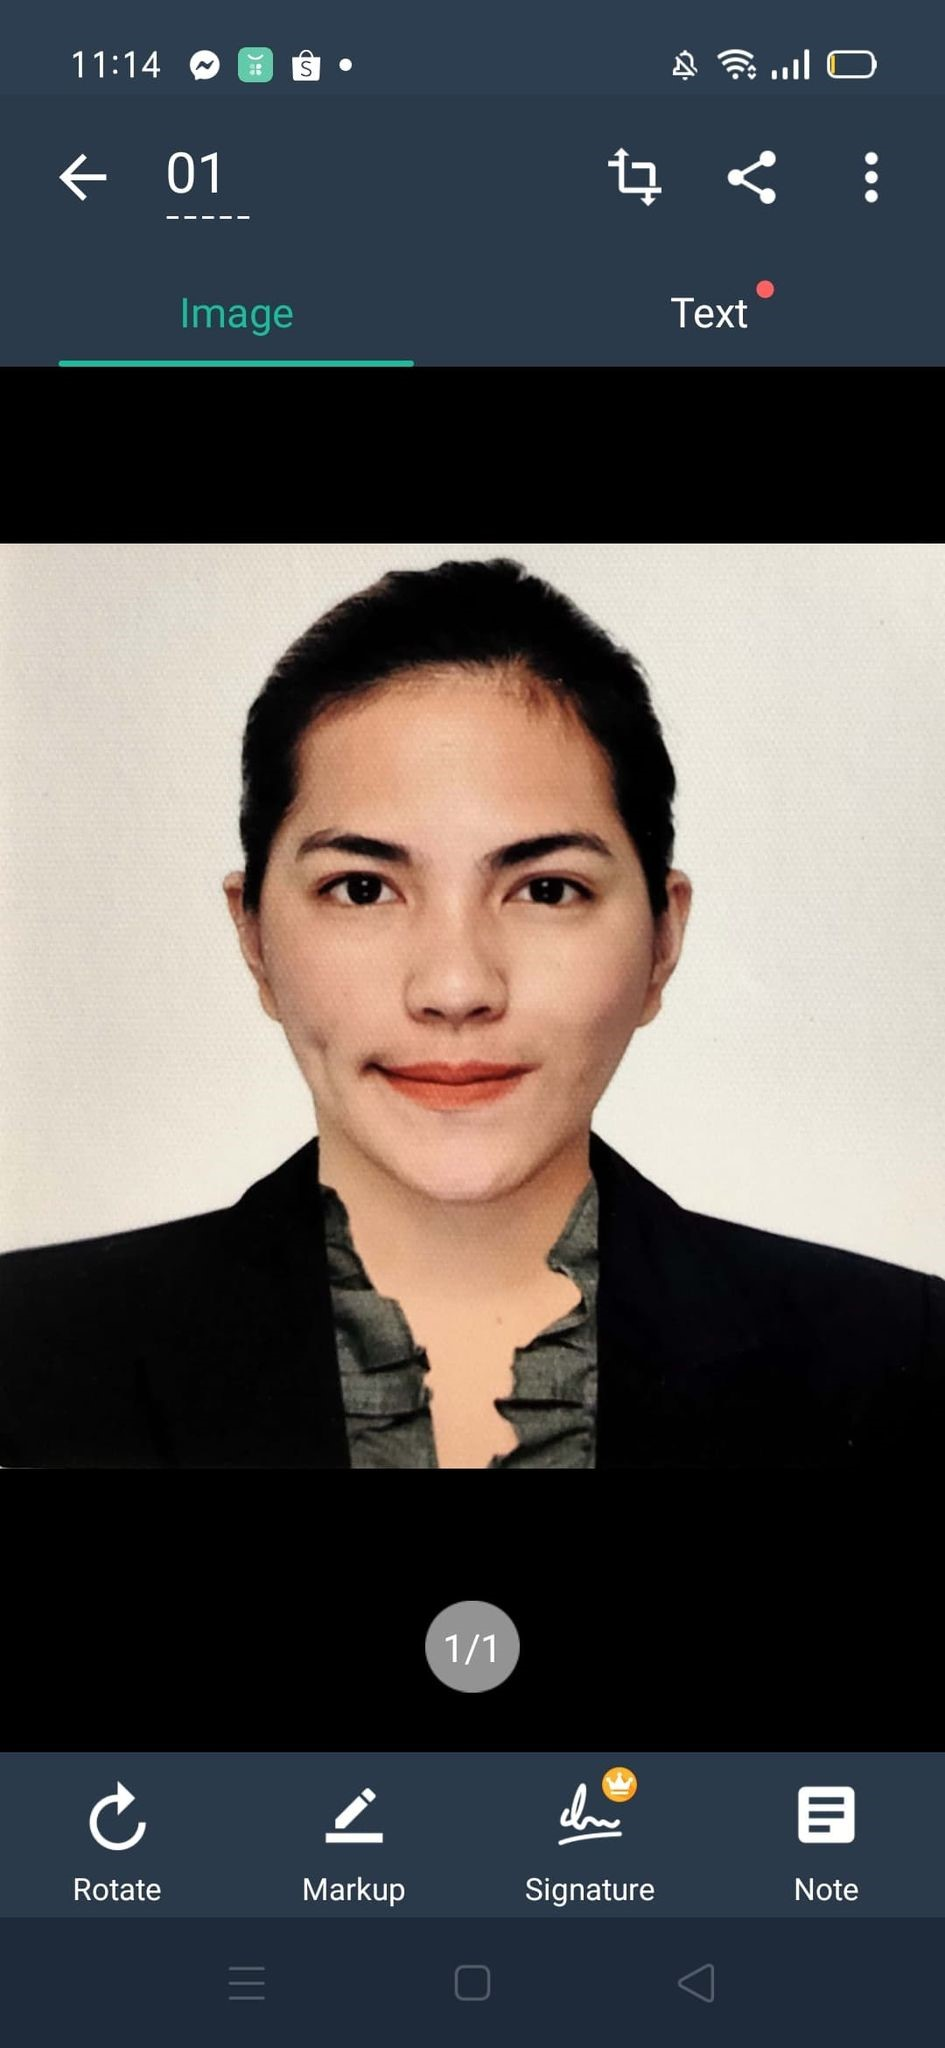 11:14
01
Image
Text
1/1
Rotate
Markup
Signature
Note